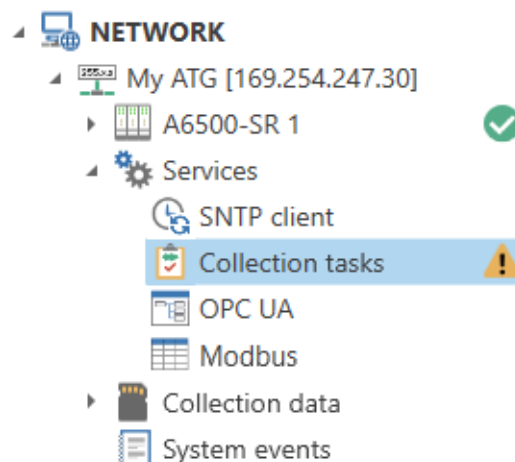 NETWORK
My ATG [169.254.247.30]
A6500-SR 1
Services
SNTP client
Collection tasks
OPC UA
Modbus
Collection data
System events